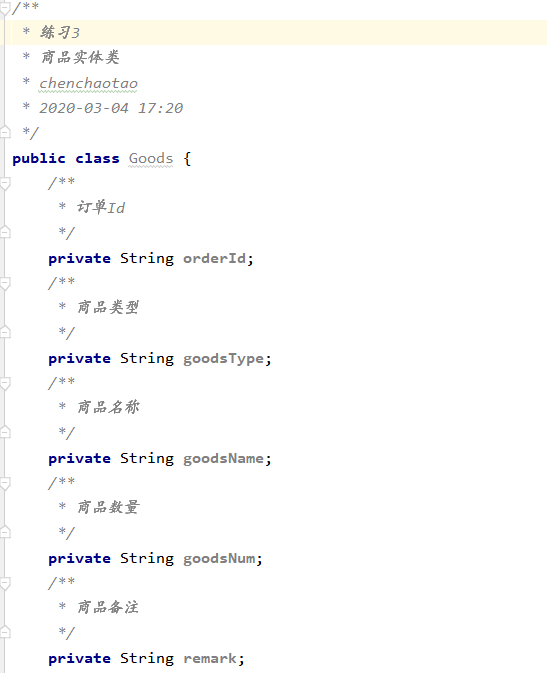 /**
 * 练习3
 * 商品实体类
 * chenchaotao
 * 2020-03-04 17:20
 */
public class Goods {
    /**
     * 订单Id
     */
    private String orderId;
    /**
     * 商品类型
     */
    private String goodsType;
    /**
     * 商品名称
     */
    private String goodsName;
    /**
     * 商品数量
     */
    private String goodsNum;
    /**
     * 商品备注
     */
    private String remark;